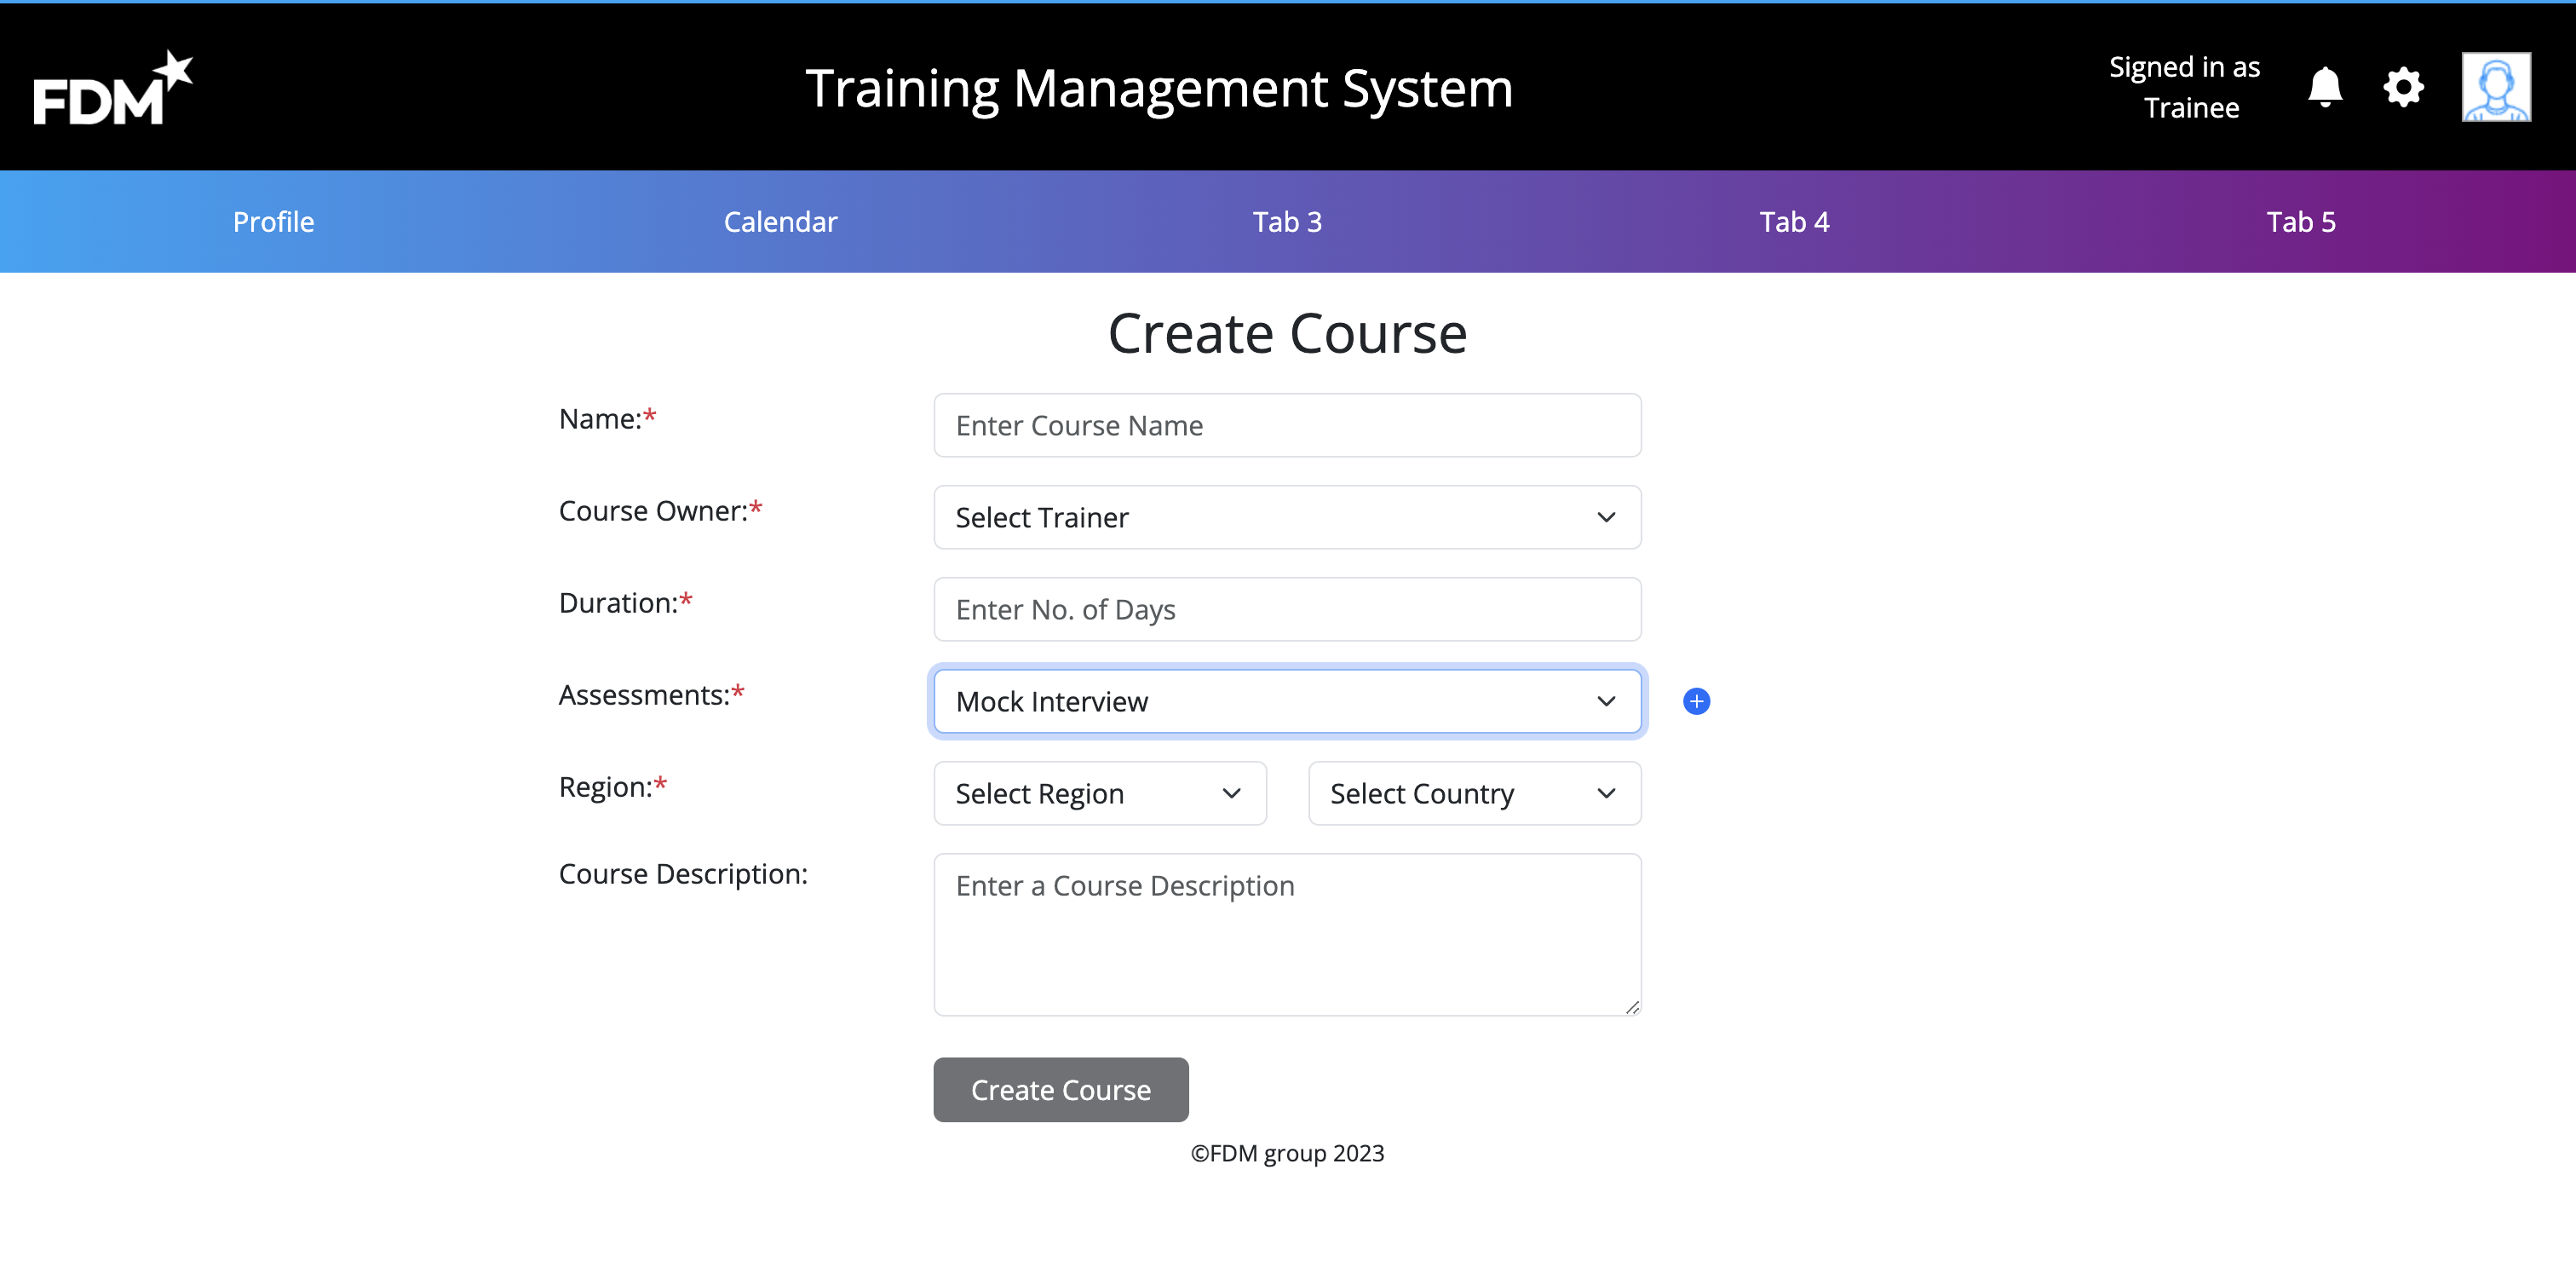 FDM
Training Management System
Signed in as
Trainee
Profile
Calendar
Tab 3
Tab 4
Tab 5
Create Course
Name:*
Enter Course Name
Course Owner:*
Select Trainer
Duration:*
Enter No. of Days
Assessments:*
Mock Interview
Region:*
Select Region
Select Country
Course Description:
Enter a Course Description
Create Course
©FDM group 2023